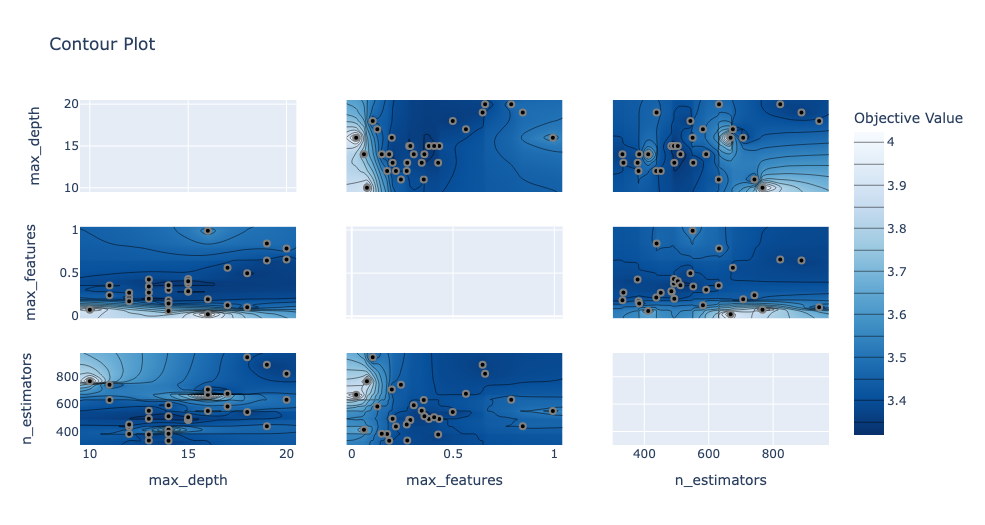 Contour Plot
Objective Value
max_depth
20
15
10
4
3.9
3.8
3.7
3.6
3.5
3.4
max_features
1
0.5
0
n_estimators
800
600
400
10 15 20
0 0.5 1
400 600 800
max_depth
max_features
n_estimators